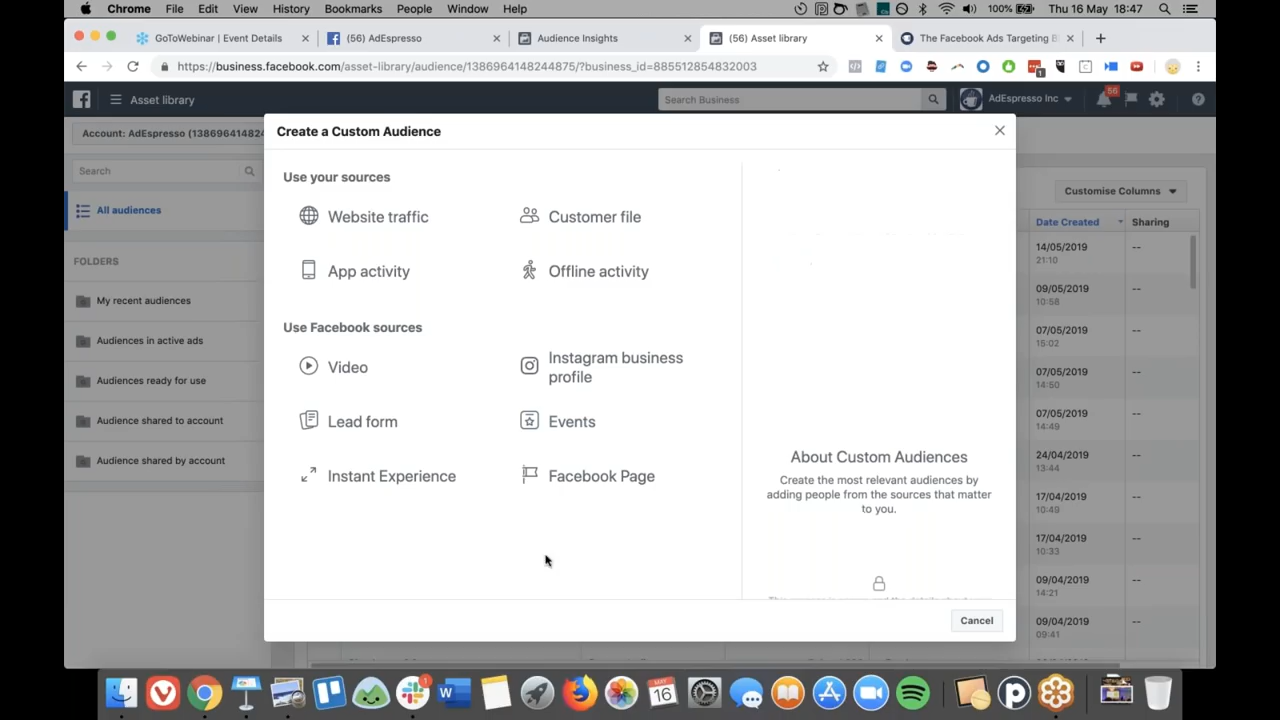 Chrome File Edit View History Bookmarks People Window Help 100% Thu 16 May 18:47
GoToWebinar | Event Details (56) AdEspresso Audience Insights (56) Asset library The Facebook Ads Targeting B
https://business.facebook.com/asset-library/audience/1386964148244875/?business_id=885512854832003
Asset library Search Business AdEspresso Inc 56
Create a Custom Audience
Account: AdEspresso (138696414824
Search
All audiences
FOLDERS
My recent audiences
Audiences in active ads
Audiences ready for use
Audience shared to account
Audience shared by account
Use your sources
Website traffic Customer file
App activity Offline activity
Use Facebook sources
Video Instagram business
profile
Lead form Events
Instant Experience Facebook Page
About Custom Audiences
Create the most relevant audiences by
adding people from the sources that matter
to you.
Cancel
Customise Columns
Date Created Sharing
14/05/2019 --
21:10
09/05/2019 --
10:58
07/05/2019 --
15:02
07/05/2019 --
14:50
07/05/2019 --
14:49
24/04/2019 --
13:44
17/04/2019 --
10:49
17/04/2019 --
10:33
09/04/2019 --
14:21
09/04/2019 --
09:41
MAY
16